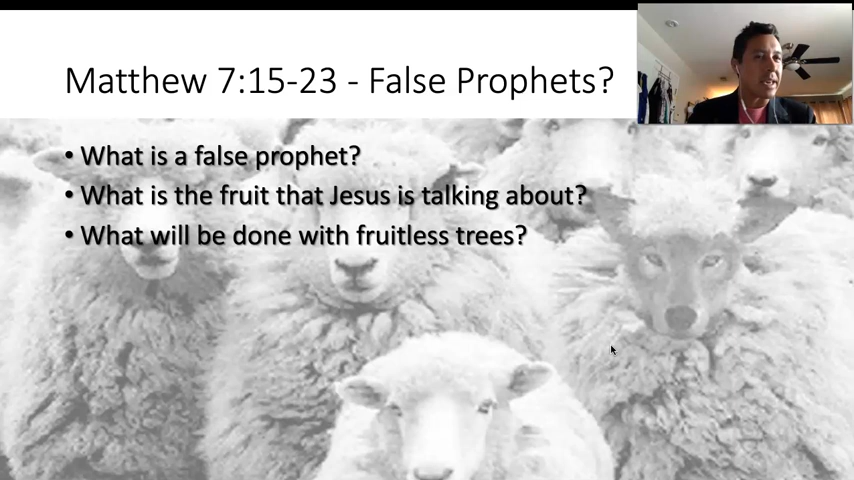 Matthew 7:15-23 - False Prophets?
• What is a false prophet?
• What is the fruit that Jesus is talking about?
• What will be done with fruitless trees?